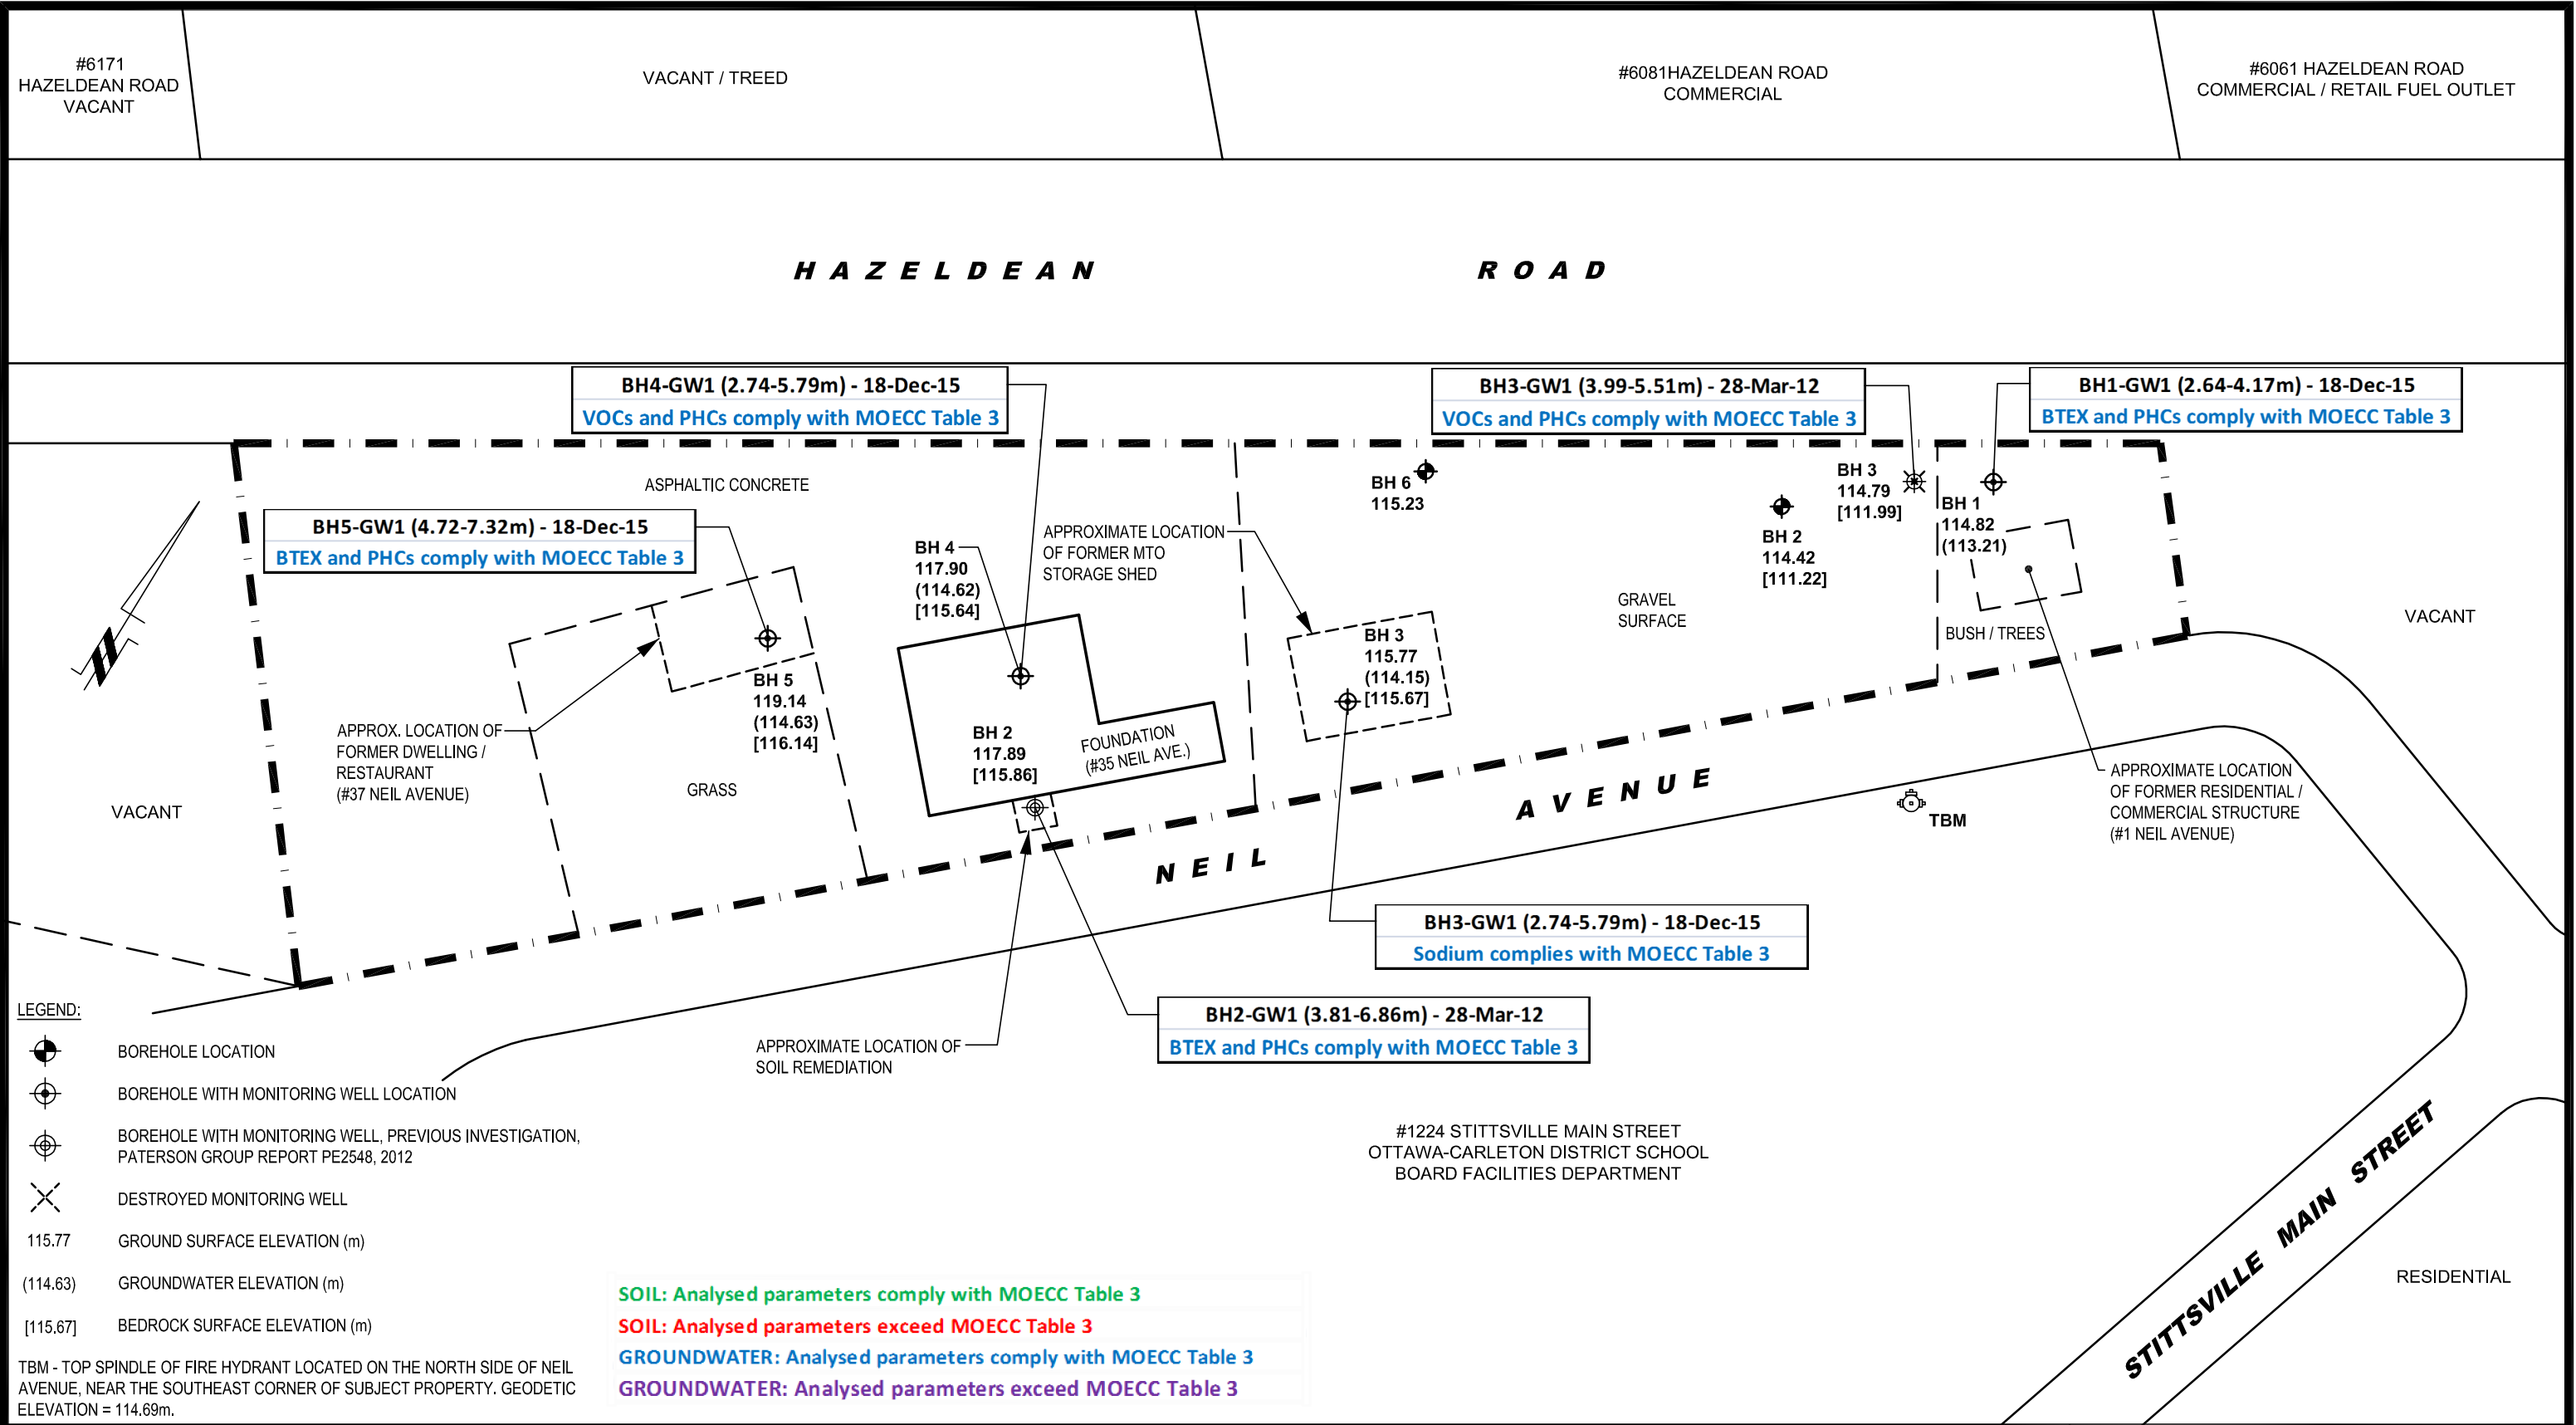 #6171
HAZELDEAN ROAD
VACANT
VACANT / TREED
#6081HAZELDEAN ROAD
COMMERCIAL
#6061 HAZELDEAN ROAD
COMMERCIAL / RETAIL FUEL OUTLET
HAZELDEAN ROAD
BH4-GW1 (2.74-5.79m) - 18-Dec-15
VOCs and PHCs comply with MOECC Table 3
BH3-GW1 (3.99-5.51m) - 28-Mar-12
VOCs and PHCs comply with MOECC Table 3
BH1-GW1 (2.64-4.17m) - 18-Dec-15
BTEX and PHCs comply with MOECC Table 3
ASPHALTIC CONCRETE
BH5-GW1 (4.72-7.32m) - 18-Dec-15
BTEX and PHCs comply with MOECC Table 3
BH 4
117.90
(114.62)
[115.64]
APPROXIMATE LOCATION
OF FORMER MTO
STORAGE SHED
BH 6
115.23
BH 3
114.79
[111.99]
BH 2
114.42
[111.22]
BH 1
114.82
(113.21)
GRAVEL
SURFACE
BUSH / TREES
VACANT
BH 3
115.77
(114.15)
[115.67]
BH 5
119.14
(114.63)
[116.14]
APPROX. LOCATION OF
FORMER DWELLING /
RESTAURANT
(#37 NEIL AVENUE)
GRASS
VACANT
BH 2
117.89
[115.86]
FOUNDATION
(#35 NEIL AVE.)
NEIL AVENUE
TBM
APPROXIMATE LOCATION
OF FORMER RESIDENTIAL /
COMMERCIAL STRUCTURE
(#1 NEIL AVENUE)
BH3-GW1 (2.74-5.79m) - 18-Dec-15
Sodium complies with MOECC Table 3
BH2-GW1 (3.81-6.86m) - 28-Mar-12
BTEX and PHCs comply with MOECC Table 3
APPROXIMATE LOCATION OF
SOIL REMEDIATION
#1224 STITTSVILLE MAIN STREET
OTTAWA-CARLETON DISTRICT SCHOOL
BOARD FACILITIES DEPARTMENT
STITTSVILLE MAIN STREET
RESIDENTIAL
LEGEND:
BOREHOLE LOCATION
BOREHOLE WITH MONITORING WELL LOCATION
BOREHOLE WITH MONITORING WELL, PREVIOUS INVESTIGATION,
PATERSON GROUP REPORT PE2548, 2012
DESTROYED MONITORING WELL
115.77 GROUND SURFACE ELEVATION (m)
(114.63) GROUNDWATER ELEVATION (m)
[115.67] BEDROCK SURFACE ELEVATION (m)
TBM - TOP SPINDLE OF FIRE HYDRANT LOCATED ON THE NORTH SIDE OF NEIL
AVENUE, NEAR THE SOUTHEAST CORNER OF SUBJECT PROPERTY. GEODETIC
ELEVATION = 114.69m.
SOIL: Analysed parameters comply with MOECC Table 3
SOIL: Analysed parameters exceed MOECC Table 3
GROUNDWATER: Analysed parameters comply with MOECC Table 3
GROUNDWATER: Analysed parameters exceed MOECC Table 3